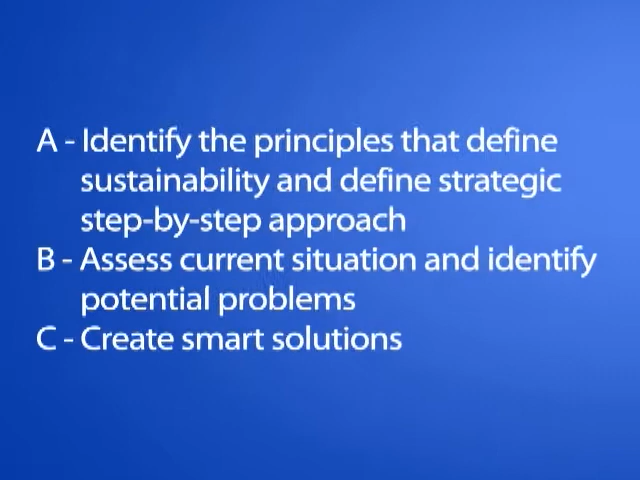 A - Identify the principles that define
sustainability and define strategic
step-by-step approach
B - Assess current situation and identify
potential problems
C - Create smart solutions